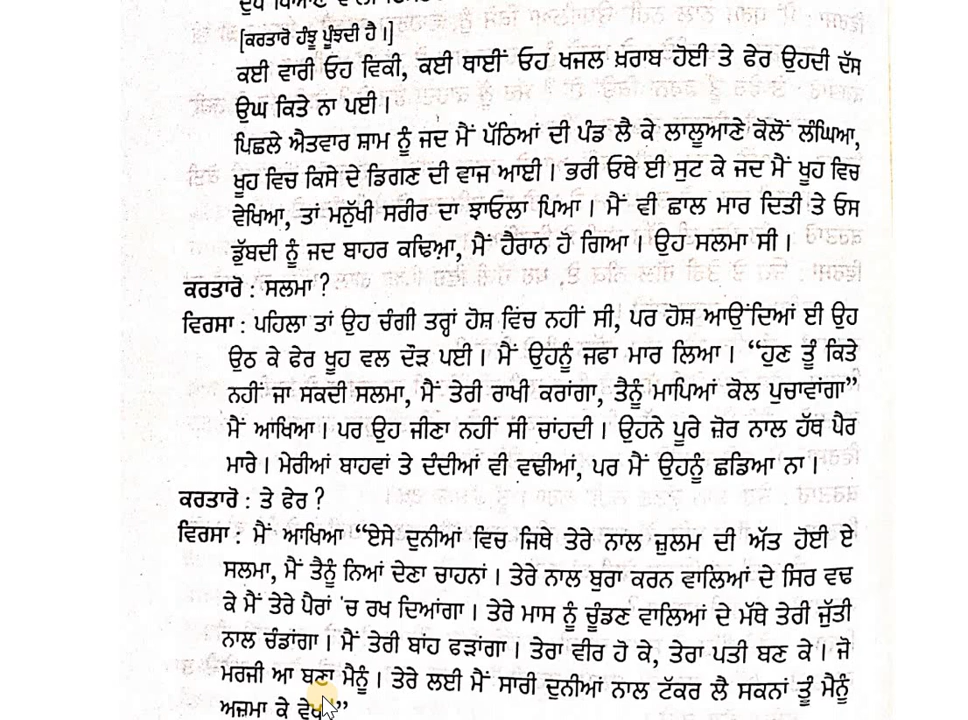 [ਕਰਤਾਰੋ ਹੰਝੂ ਪੂੰਝਦੀ ਹੈ।]
ਕਈ ਵਾਰੀ ਓਹ ਵਿਕੀ, ਕਈ ਥਾਈਂ ਓਹ ਖਜਲ ਖ਼ਰਾਬ ਹੋਈ ਤੇ ਫੇਰ ਉਹਦੀ ਦੱਸ
ਉਘ ਕਿਤੇ ਨਾ ਪਈ।
ਪਿਛਲੇ ਐਤਵਾਰ ਸ਼ਾਮ ਨੂੰ ਜਦ ਮੈਂ ਪੱਠਿਆਂ ਦੀ ਪੰਡ ਲੈ ਕੇ ਲਾਲੂਆਣੇ ਕੋਲੋਂ ਲੰਘਿਆ,
ਖੂਹ ਵਿਚ ਕਿਸੇ ਦੇ ਡਿਗਣ ਦੀ ਵਾਜ ਆਈ। ਭਰੀ ਓਥੇ ਈ ਸੁਟ ਕੇ ਜਦ ਮੈਂ ਖੂਹ ਵਿਚ
ਵੇਖਿਆ, ਤਾਂ ਮਨੁੱਖੀ ਸਰੀਰ ਦਾ ਝਾਓਲਾ ਪਿਆ। ਮੈਂ ਵੀ ਛਾਲ ਮਾਰ ਦਿਤੀ ਤੇ ਓਸ
ਡੁੱਬਦੀ ਨੂੰ ਜਦ ਬਾਹਰ ਕਢਿਆ, ਮੈਂ ਹੈਰਾਨ ਹੋ ਗਿਆ। ਉਹ ਸਲਮਾ ਸੀ।
ਕਰਤਾਰੋ : ਸਲਮਾ ?
ਵਿਰਸਾ : ਪਹਿਲਾ ਤਾਂ ਉਹ ਚੰਗੀ ਤਰ੍ਹਾਂ ਹੋਸ਼ ਵਿੱਚ ਨਹੀਂ ਸੀ, ਪਰ ਹੋਸ਼ ਆਉਂਦਿਆਂ ਈ ਉਹ
ਉਠ ਕੇ ਫੇਰ ਖੂਹ ਵਲ ਦੌੜ ਪਈ। ਮੈਂ ਉਹਨੂੰ ਜਫਾ ਮਾਰ ਲਿਆ। “ਹੁਣ ਤੂੰ ਕਿਤੇ
ਨਹੀਂ ਜਾ ਸਕਦੀ ਸਲਮਾ, ਮੈਂ ਤੇਰੀ ਰਾਖੀ ਕਰਾਂਗਾ, ਤੈਨੂੰ ਮਾਪਿਆਂ ਕੋਲ ਪੁਚਾਵਾਂਗਾ”
ਮੈਂ ਆਖਿਆ। ਪਰ ਉਹ ਜੀਣਾ ਨਹੀਂ ਸੀ ਚਾਂਹਦੀ। ਉਹਨੇ ਪੂਰੇ ਜ਼ੋਰ ਨਾਲ ਹੱਥ ਪੈਰ
ਮਾਰੇ। ਮੇਰੀਆਂ ਬਾਹਵਾਂ ਤੇ ਦੰਦੀਆਂ ਵੀ ਵਢੀਆਂ, ਪਰ ਮੈਂ ਉਹਨੂੰ ਛਡਿਆ ਨਾ।
ਕਰਤਾਰੋ : ਤੇ ਫੇਰ ?
ਵਿਰਸਾ : ਮੈਂ ਆਖਿਆ “ਏਸੇ ਦੁਨੀਆਂ ਵਿਚ ਜਿਥੇ ਤੇਰੇ ਨਾਲ ਜ਼ੁਲਮ ਦੀ ਅੱਤ ਹੋਈ ਏ
ਸਲਮਾ, ਮੈਂ ਤੈਨੂੰ ਨਿਆਂ ਦੇਣਾ ਚਾਹਨਾਂ। ਤੇਰੇ ਨਾਲ ਬੁਰਾ ਕਰਨ ਵਾਲਿਆਂ ਦੇ ਸਿਰ ਵਢ
ਕੇ ਮੈਂ ਤੇਰੇ ਪੈਰਾਂ 'ਚ ਰਖ ਦਿਆਂਗਾ। ਤੇਰੇ ਮਾਸ ਨੂੰ ਚੂੰਡਣ ਵਾਲਿਆਂ ਦੇ ਮੱਥੇ ਤੇਰੀ ਜੁੱਤੀ
ਨਾਲ ਚੰਡਾਂਗਾ। ਮੈਂ ਤੇਰੀ ਬਾਂਹ ਫੜਾਂਗਾ। ਤੇਰਾ ਵੀਰ ਹੋ ਕੇ, ਤੇਰਾ ਪਤੀ ਬਣ ਕੇ। ਜੋ
ਮਰਜੀ ਆ ਬਣਾ ਮੈਨੂੰ। ਤੇਰੇ ਲਈ ਮੈਂ ਸਾਰੀ ਦੁਨੀਆਂ ਨਾਲ ਟੱਕਰ ਲੈ ਸਕਨਾਂ ਤੂੰ ਮੈਨੂੰ
ਅਜ਼ਮਾ ਕੇ ਵੇਖ।”